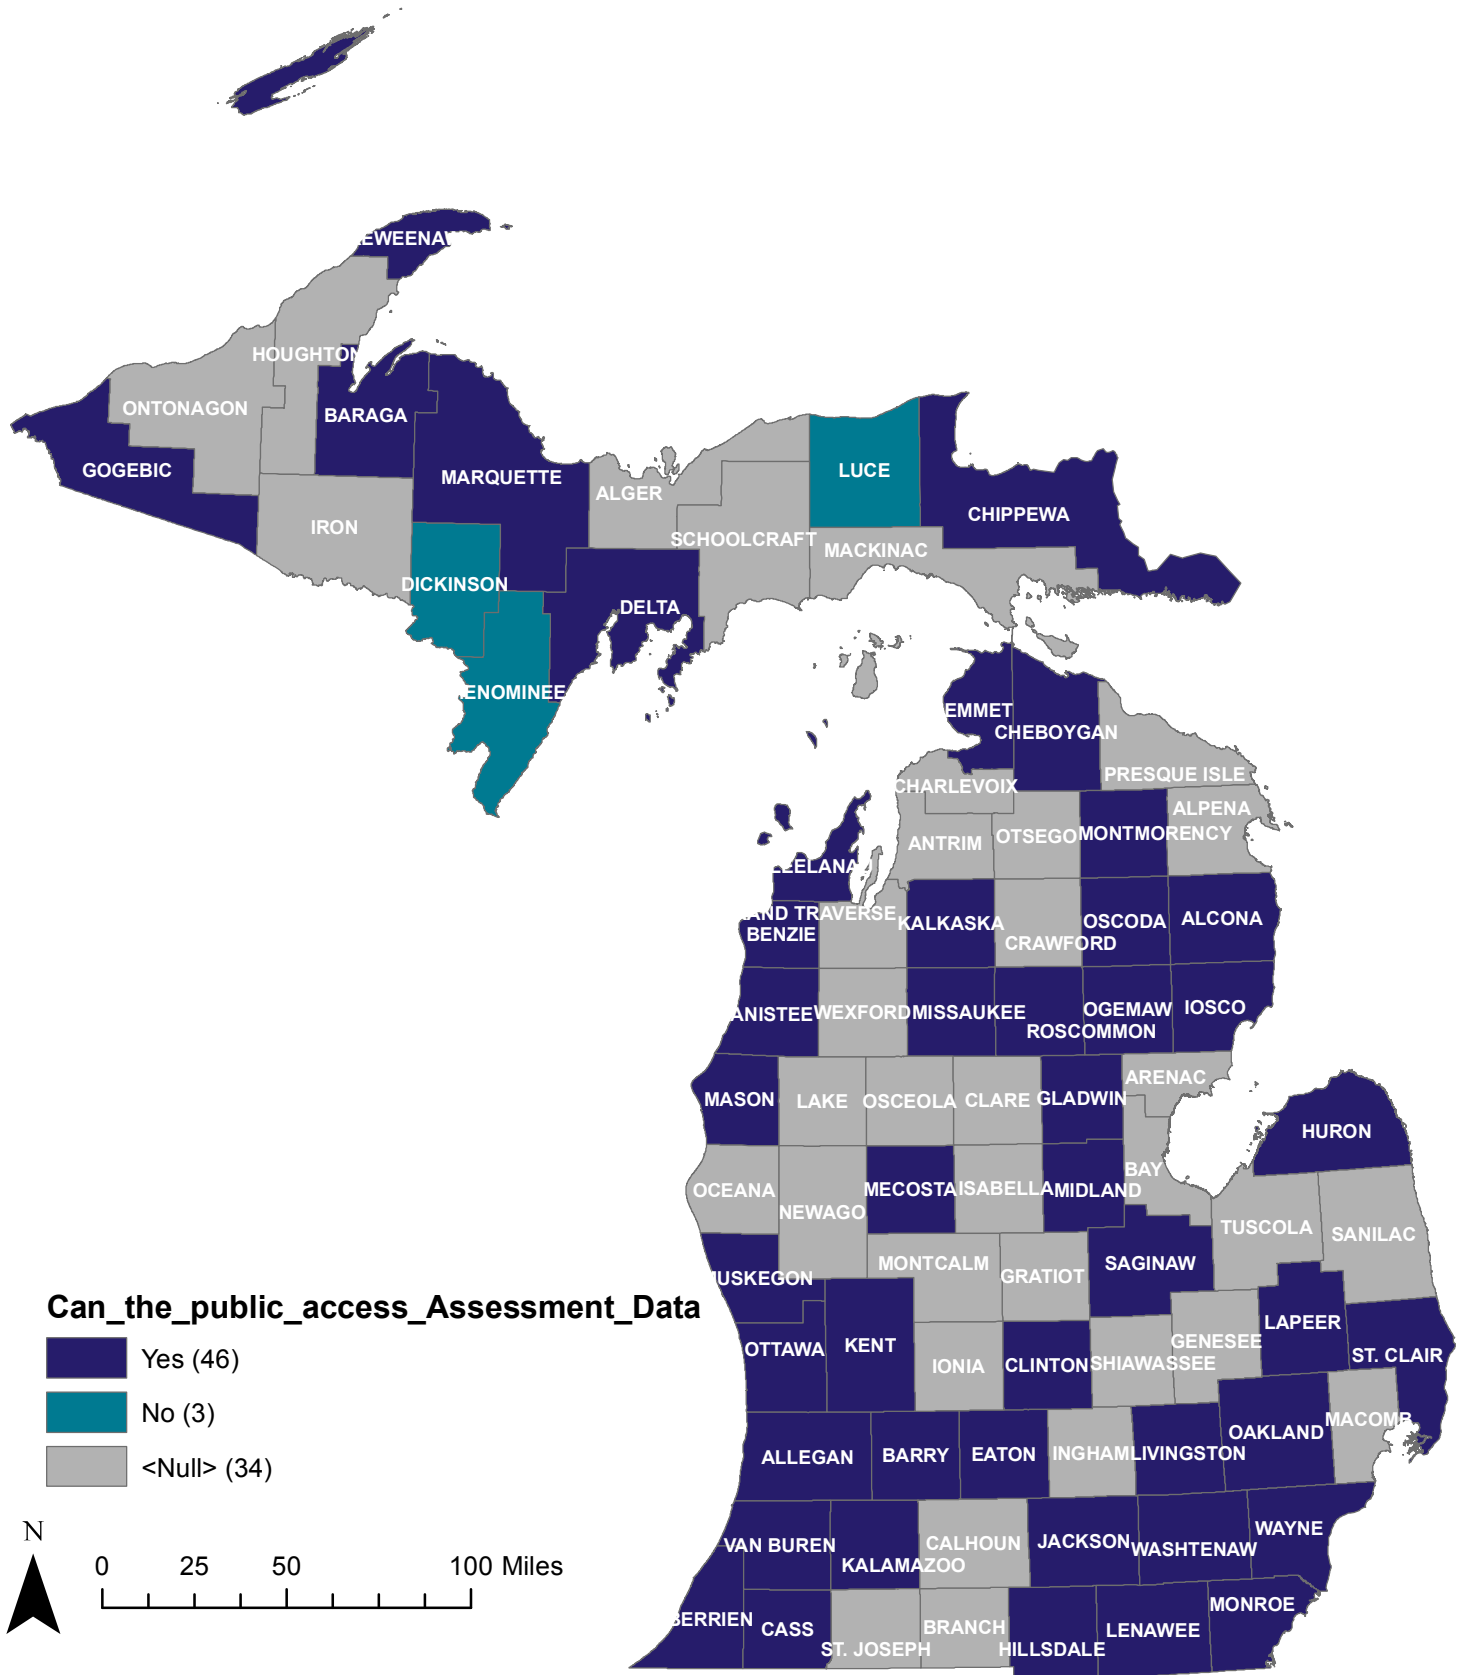 EWEENAW
HOUGHTON
ONTONAGON
BARAGA
GOGEBIC
MARQUETTE
ALGER
LUCE
CHIPPEWA
IRON
SCHOOLCRAFT
MACKINAC
DICKINSON
DELTA
ENOMINEE
EMMET
CHEBOYGAN
PRESQUE ISLE
CHARLEVOIX
ALPENA
ANTRIM
OTSEGO
MONTMORENCY
LEELANAU
AND TRAVERSE
BENZIE
KALKASKA
CRAWFORD
OSCODA
ALCONA
ANISTEE
WEXFORD
MISSAUKEE
ROSCOMMON
OGEMAW
IOSCO
MASON
LAKE
OSCEOLA
CLARE
GLADWIN
ARENAC
HURON
OCEANA
NEWAGO
MECOSTA
ISABELLA
MIDLAND
BAY
TUSCOLA
SANILAC
MUSKEGON
MONTCALM
GRATIOT
SAGINAW
LAPEER
ST. CLAIR
OTTAWA
KENT
IONIA
CLINTON
SHIAWASSEE
GENESEE
MACOMB
ALLEGAN
BARRY
EATON
INGHAM
LIVINGSTON
OAKLAND
VAN BUREN
KALAMAZOO
CALHOUN
JACKSON
WASHTENAW
WAYNE
BERRIEN
CASS
ST. JOSEPH
BRANCH
HILLSDALE
LENAWEE
MONROE
Can_the_public_access_Assessment_Data
Yes (46)
No (3)
<Null> (34)
N
0 25 50 100 Miles